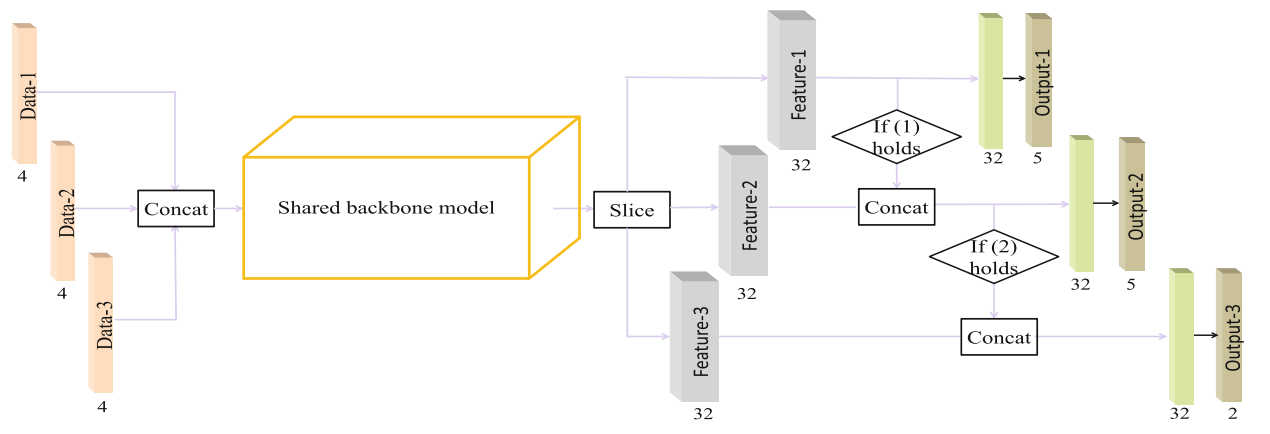 Data-1
4
Data-2
4
Data-3
4
Concat
Shared backbone model
Slice
Feature-1
32
Feature-2
32
Feature-3
32
If (1)
holds
Concat
If (2)
holds
Concat
32
Output-1
5
32
Output-2
5
32
Output-3
2